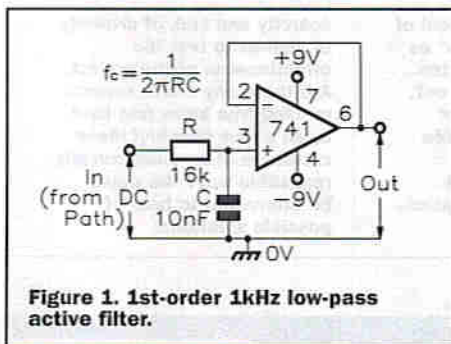 fc = 1/2πRC
+9V
2
−
7
6
741
R
3
+
4
16k
In
(from DC
Path)
C
10nF
−9V
Out
0V
Figure 1. 1st-order 1kHz low-pass
active filter.